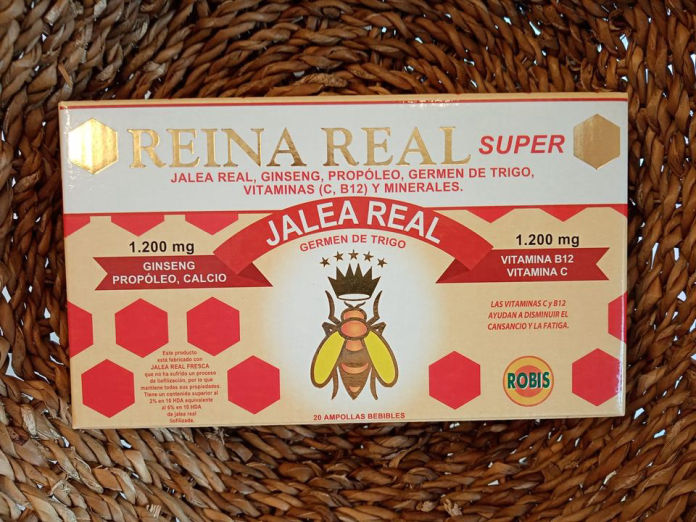 REINA REAL SUPER
JALEA REAL, GINSENG, PROPÓLEO, GERMEN DE TRIGO,
VITAMINAS (C, B12) Y MINERALES.
JALEA REAL
GERMEN DE TRIGO
1.200 mg
GINSENG
PROPÓLEO, CALCIO
1.200 mg
VITAMINA B12
VITAMINA C
LAS VITAMINAS C y B12
AYUDAN A DISMINUIR EL
CANSANCIO Y LA FATIGA.
Este producto
está fabricado con
JALEA REAL FRESCA
que no ha sufrido un proceso
de liofilización, por lo que
mantiene todas sus propiedades.
Tiene un contenido superior al
2% en 10 HDA equivalente
al 6% en 10 HDA
de jalea real
liofilizada.
ROBIS
20 AMPOLLAS BEBIBLES